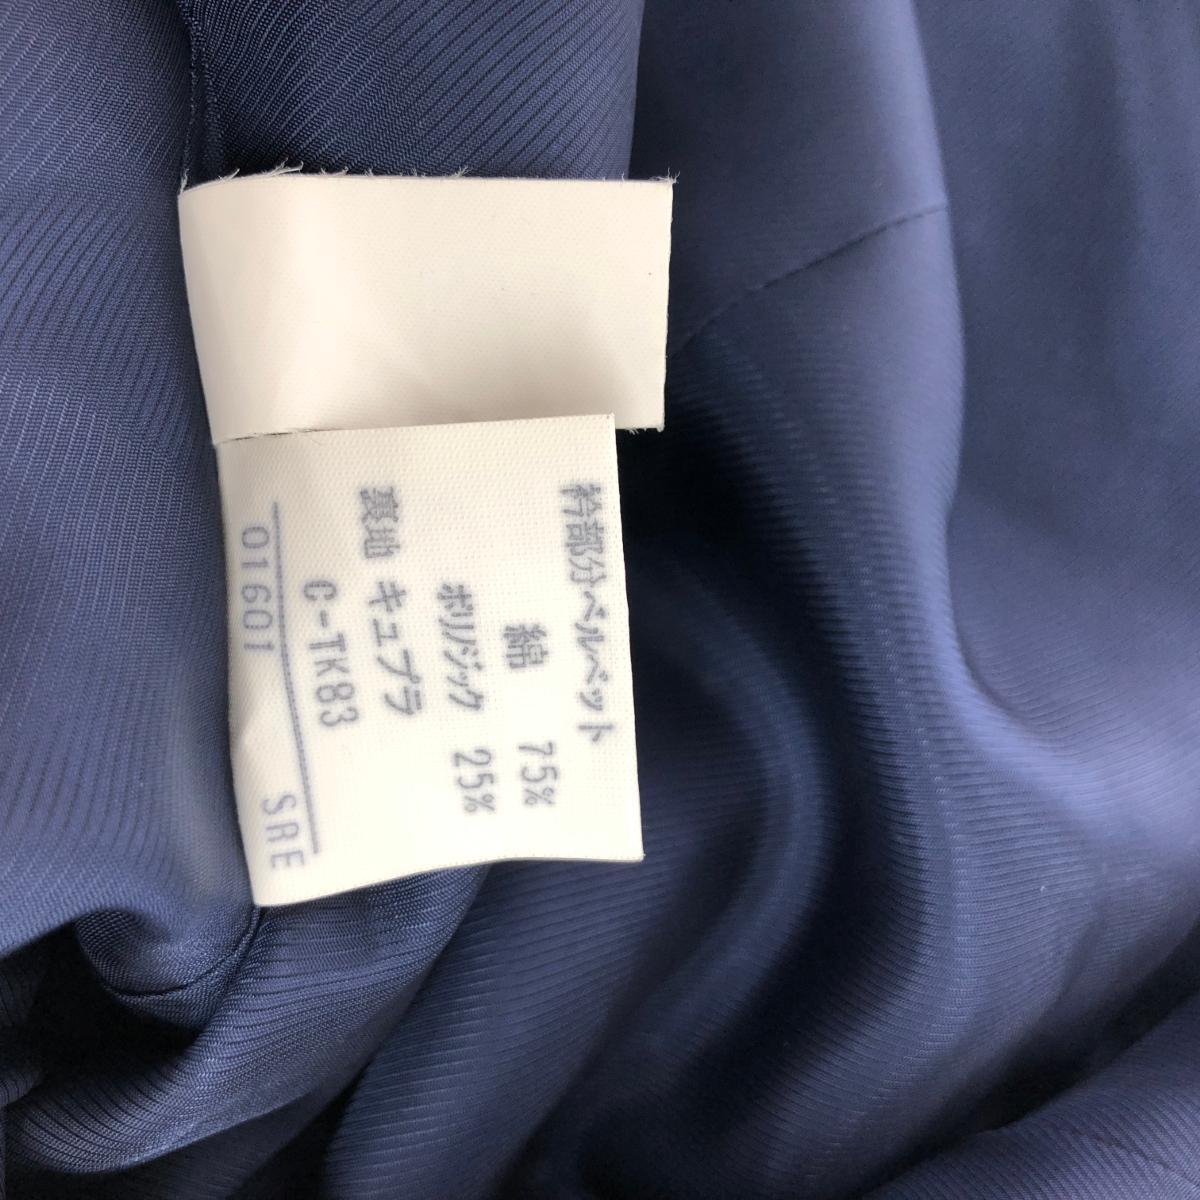 衿部分ベルベット
綿 75%
ポリノジック 25%
裏地 キュプラ
C-TK83
01601 SRE